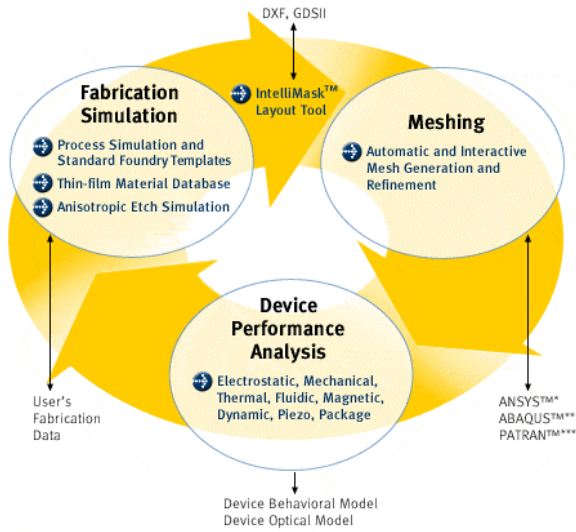 DXF, GDSII
Fabrication
Simulation
Process Simulation and
Standard Foundry Templates
Thin-film Material Database
Anisotropic Etch Simulation
IntelliMask™
Layout Tool
Meshing
Automatic and Interactive
Mesh Generation and
Refinement
Device
Performance
Analysis
Electrostatic, Mechanical,
Thermal, Fluidic, Magnetic,
Dynamic, Piezo, Package
User's
Fabrication
Data
ANSYS™*
ABAQUS™**
PATRAN™***
Device Behavioral Model
Device Optical Model